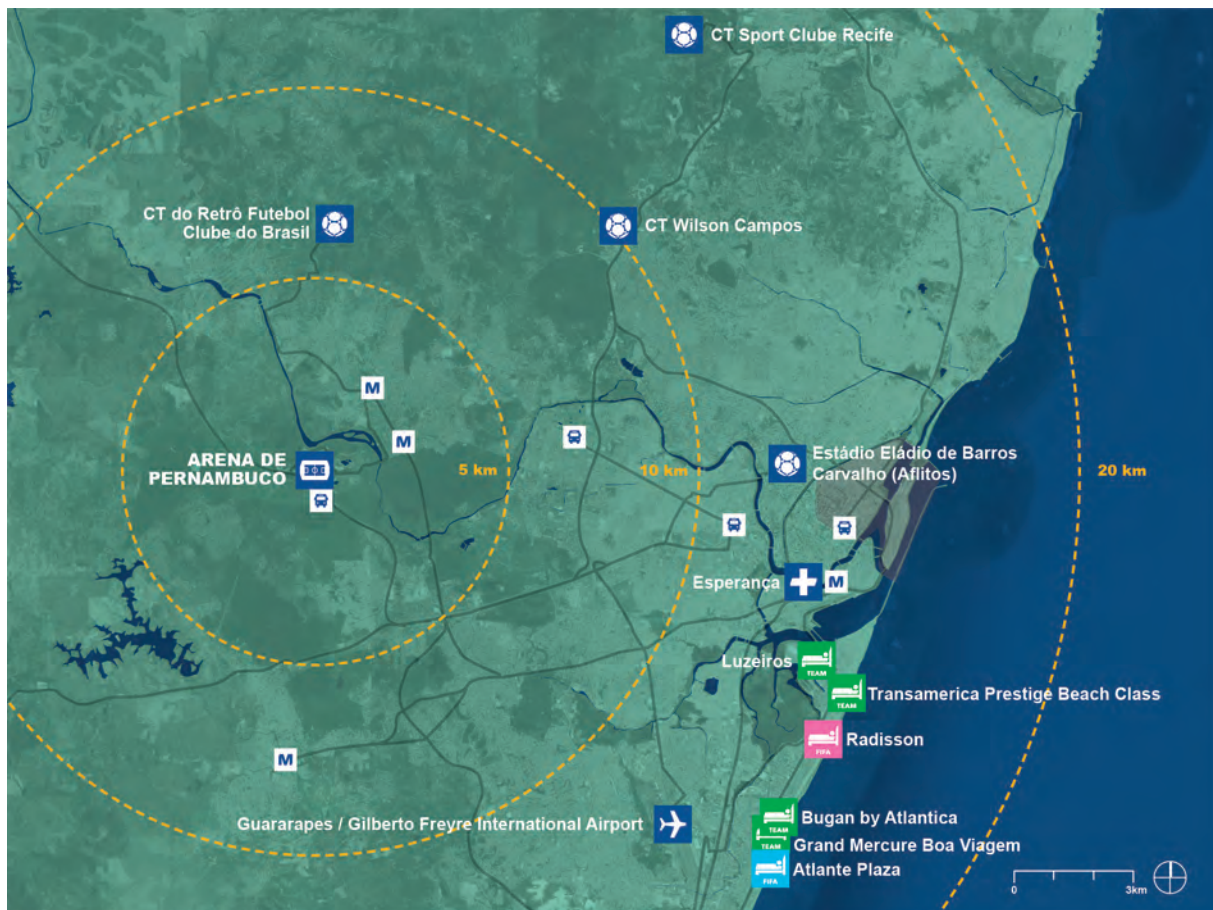 CT Sport Clube Recife
CT do Retrô Futebol
Clube do Brasil
CT Wilson Campos
M
M
ARENA DE
PERNAMBUCO
5 km
10 km
Estádio Eládio de Barros
Carvalho (Aflitos)
20 km
Esperança
M
Luzeiros
TEAM
Transamerica Prestige Beach Class
TEAM
Radisson
FIFA
M
Guararapes / Gilberto Freyre International Airport
Bugan by Atlantica
TEAM
Grand Mercure Boa Viagem
TEAM
Atlante Plaza
FIFA
0
3km